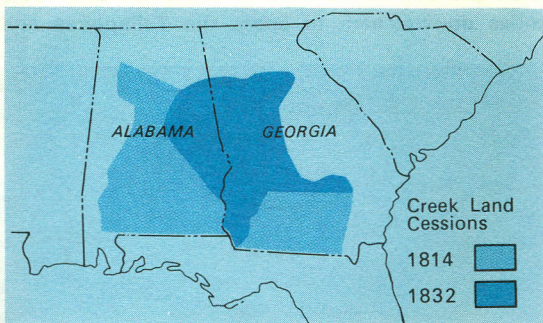 ALABAMA
GEORGIA
Creek Land
Cessions
1814
1832